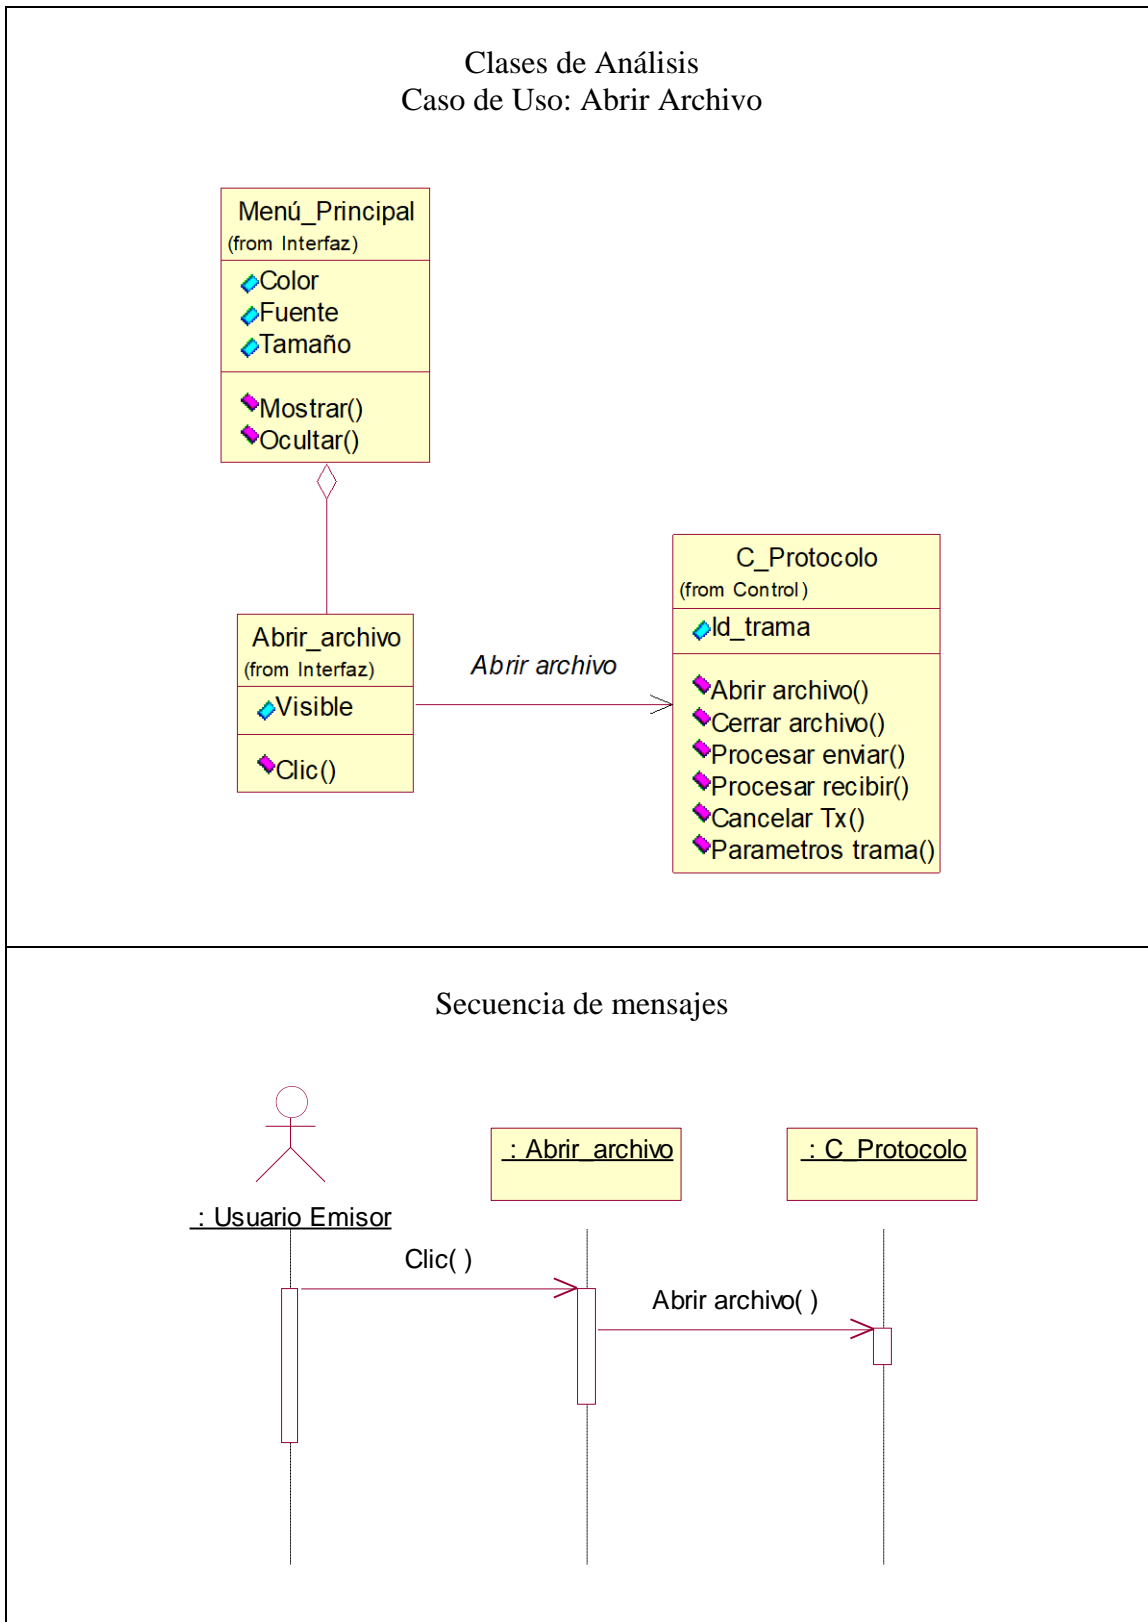 Clases de Análisis
Caso de Uso: Abrir Archivo
Menú_Principal
(from Interfaz)
Color
Fuente
Tamaño
Mostrar()
Ocultar()
Abrir_archivo
(from Interfaz)
Visible
Clic()
Abrir archivo
C_Protocolo
(from Control)
Id_trama
Abrir archivo()
Cerrar archivo()
Procesar enviar()
Procesar recibir()
Cancelar Tx()
Parametros trama()
Secuencia de mensajes
: Usuario Emisor
: Abrir_archivo
: C_Protocolo
Clic( )
Abrir archivo( )